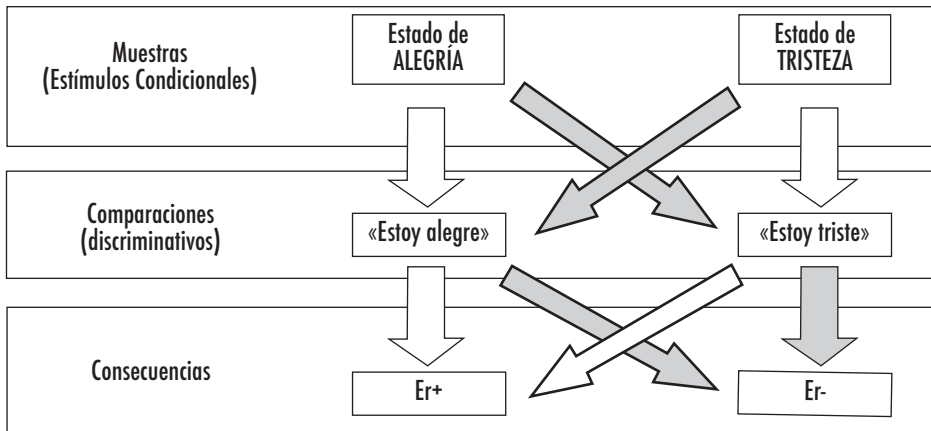 Muestras
(Estímulos Condicionales)
Estado de
ALEGRÍA
Estado de
TRISTEZA
Comparaciones
(discriminativos)
«Estoy alegre»
«Estoy triste»
Consecuencias
Er+
Er-